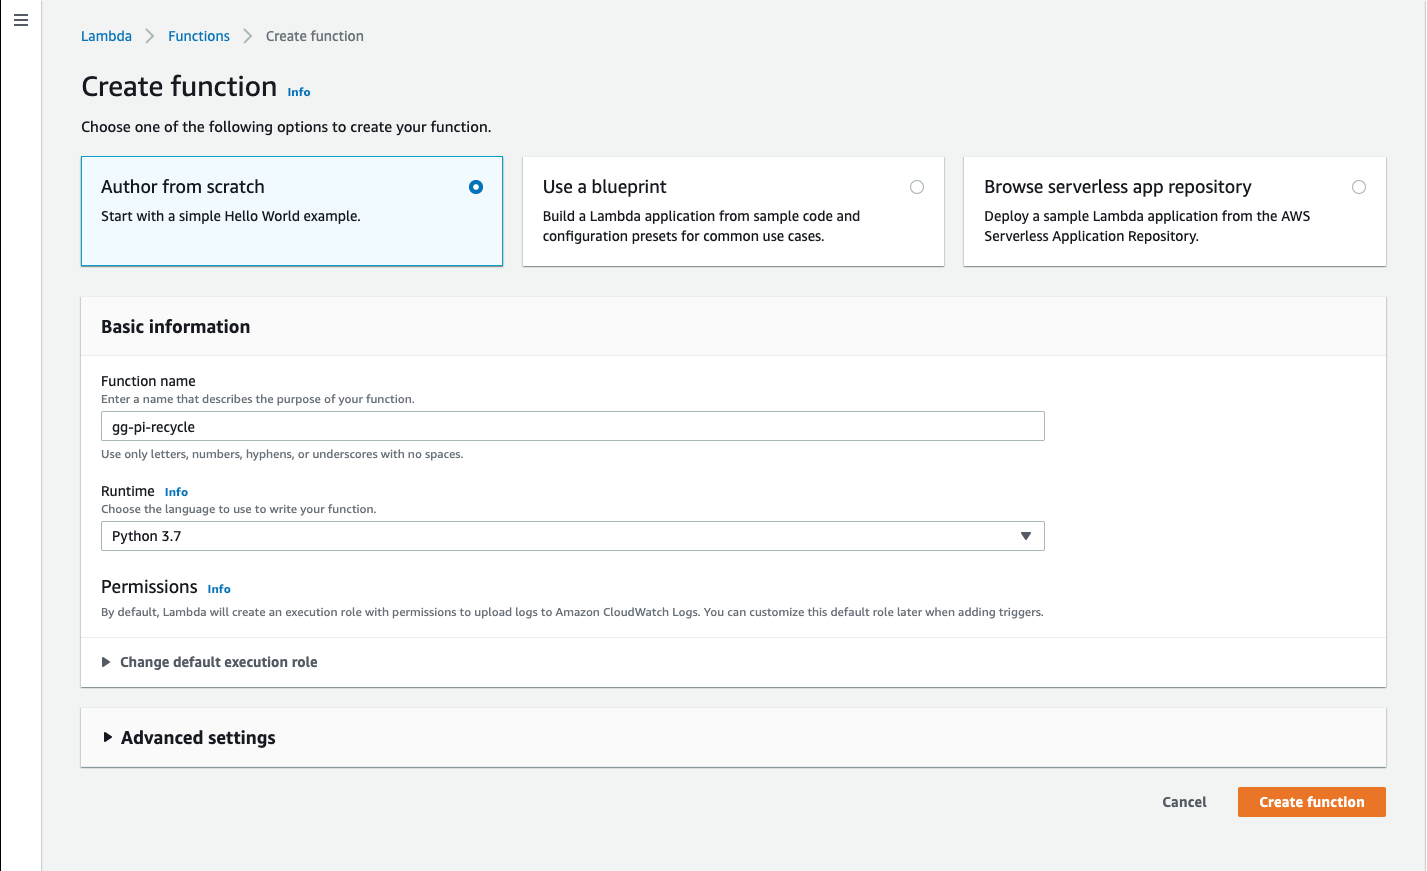 Lambda > Functions > Create function
Create function Info
Choose one of the following options to create your function.
Author from scratch
Start with a simple Hello World example.
Use a blueprint
Build a Lambda application from sample code and
configuration presets for common use cases.
Browse serverless app repository
Deploy a sample Lambda application from the AWS
Serverless Application Repository.
Basic information
Function name
Enter a name that describes the purpose of your function.
gg-pi-recycle
Use only letters, numbers, hyphens, or underscores with no spaces.
Runtime Info
Choose the language to use to write your function.
Python 3.7
Permissions Info
By default, Lambda will create an execution role with permissions to upload logs to Amazon CloudWatch Logs. You can customize this default role later when adding triggers.
Change default execution role
Advanced settings
Cancel
Create function